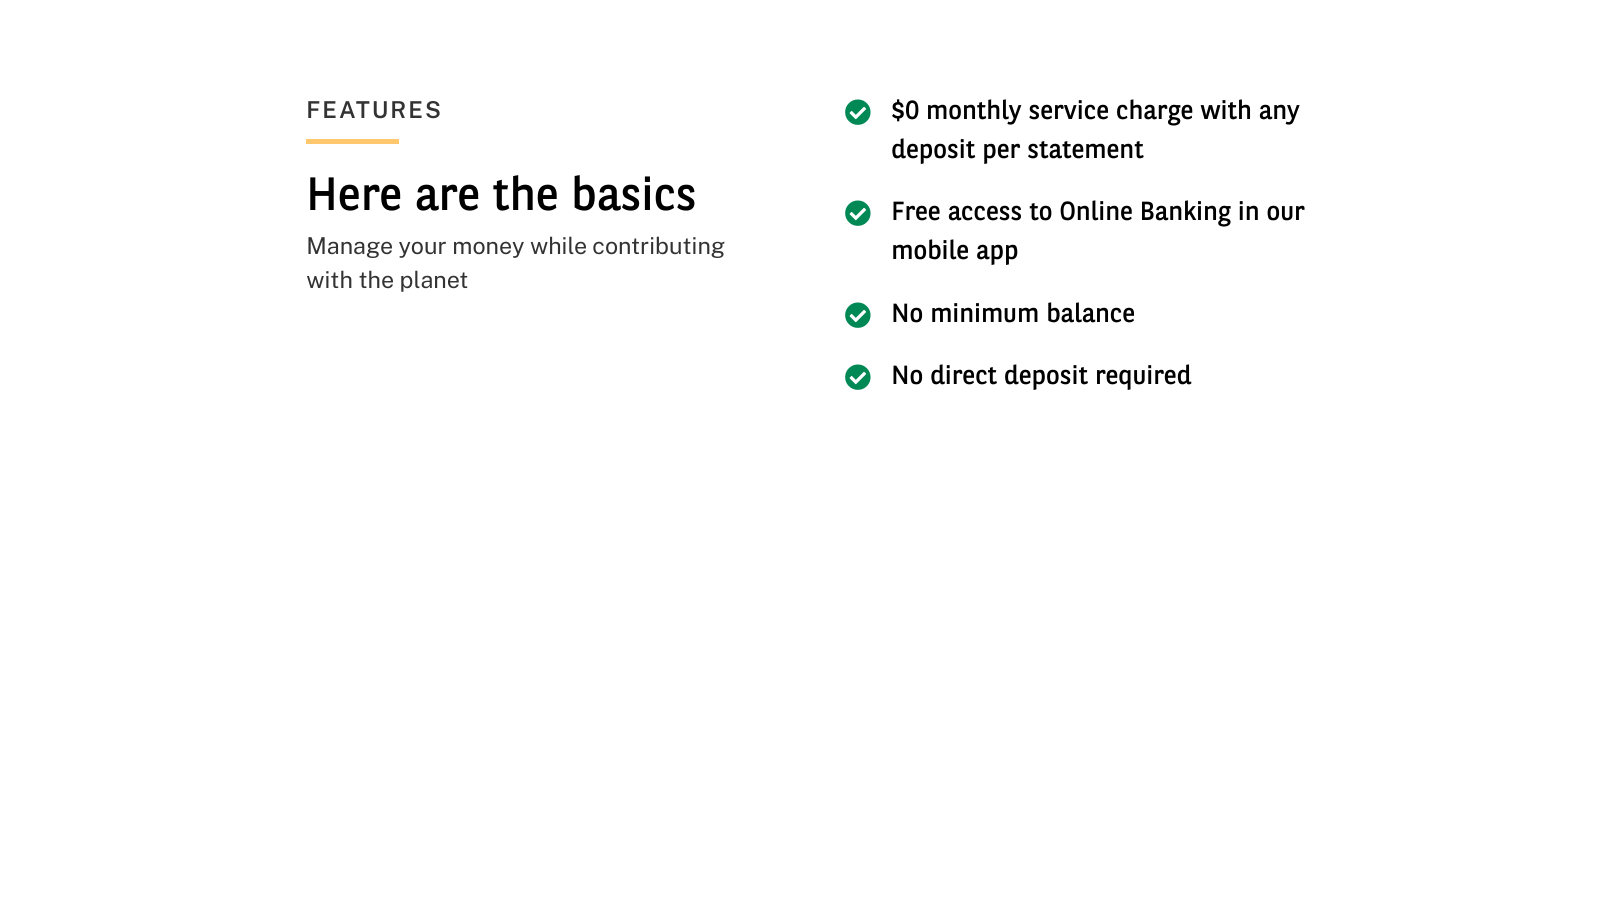 FEATURES
Here are the basics
Manage your money while contributing
with the planet
$0 monthly service charge with any
deposit per statement
Free access to Online Banking in our
mobile app
No minimum balance
No direct deposit required